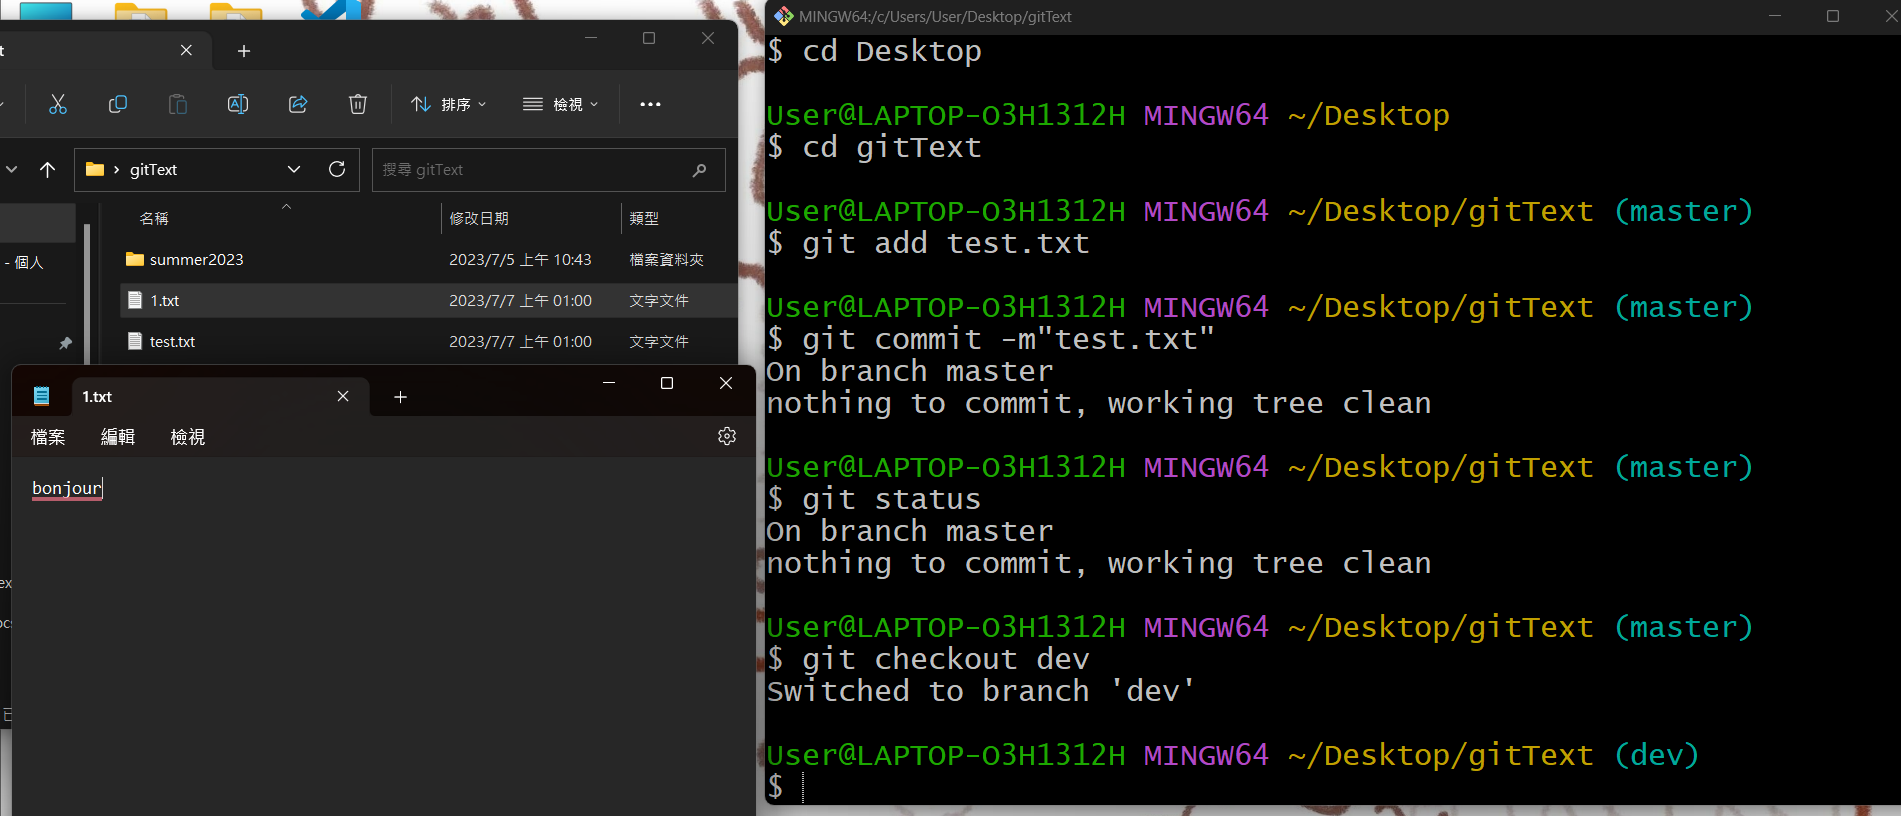 t
排序
檢視
gitText
搜尋 gitText
名稱
修改日期
類型
- 個人
summer2023
2023/7/5 上午 10:43
檔案資料夾
1.txt
2023/7/7 上午 01:00
文字文件
test.txt
2023/7/7 上午 01:00
文字文件
1.txt
檔案
編輯
檢視
bonjour
MINGW64:/c/Users/User/Desktop/gitText
$ cd Desktop
User@LAPTOP-O3H1312H MINGW64 ~/Desktop
$ cd gitText
User@LAPTOP-O3H1312H MINGW64 ~/Desktop/gitText (master)
$ git add test.txt
User@LAPTOP-O3H1312H MINGW64 ~/Desktop/gitText (master)
$ git commit -m"test.txt"
On branch master
nothing to commit, working tree clean
User@LAPTOP-O3H1312H MINGW64 ~/Desktop/gitText (master)
$ git status
On branch master
nothing to commit, working tree clean
User@LAPTOP-O3H1312H MINGW64 ~/Desktop/gitText (master)
$ git checkout dev
Switched to branch 'dev'
User@LAPTOP-O3H1312H MINGW64 ~/Desktop/gitText (dev)
$